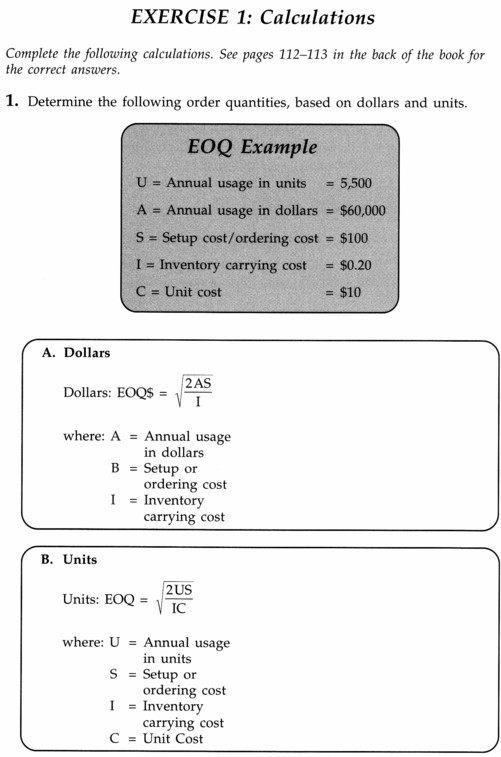 EXERCISE 1: Calculations
Complete the following calculations. See pages 112–113 in the back of the book for
the correct answers.
1. Determine the following order quantities, based on dollars and units.
EOQ Example
U = Annual usage in units = 5,500
A = Annual usage in dollars = $60,000
S = Setup cost/ordering cost = $100
I = Inventory carrying cost = $0.20
C = Unit cost = $10
A. Dollars
Dollars: EOQ$ = √(2AS / I)
where: A = Annual usage
in dollars
B = Setup or
ordering cost
I = Inventory
carrying cost
B. Units
Units: EOQ = √(2US / IC)
where: U = Annual usage
in units
S = Setup or
ordering cost
I = Inventory
carrying cost
C = Unit Cost